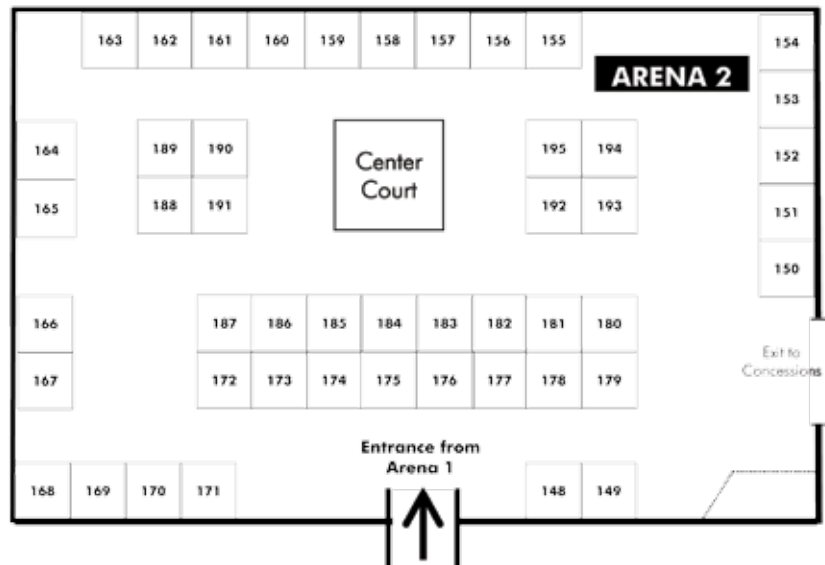 163 162 161 160 159 158 157 156 155
ARENA 2
154
153
164 189 190 Center Court 195 194 152
165 188 191 192 193 151
150
166 187 186 185 184 183 182 181 180
Exit to
Concessions
167 172 173 174 175 176 177 178 179
Entrance from
Arena 1
168 169 170 171 148 149